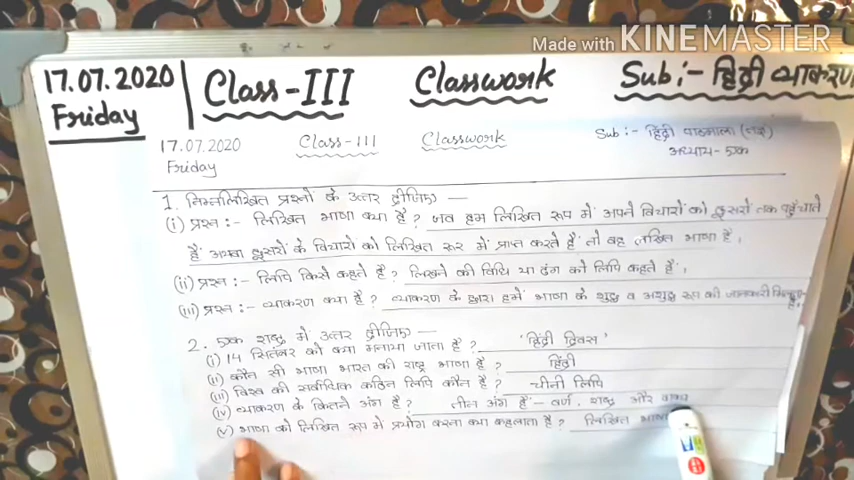 Made with KINEMASTER
17.07.2020 Class-III Classwork Sub:- हिंदी व्याकरण
Friday
17.07.2020 Class-III Classwork Sub:- हिंदी पाठमाला
Friday अध्याय- एक
1. निम्नलिखित प्रश्नों के उत्तर दीजिए —
(i) प्रश्न :- लिखित भाषा क्या है? जब हम लिखित रूप में अपने विचारों को दूसरों तक पहुँचाते
हैं अथवा दूसरों के विचारों को लिखित रूप में प्राप्त करते हैं तो वह लिखित भाषा है।
(ii) प्रश्न :- लिपि किसे कहते हैं? लिखने की विधि या ढंग को लिपि कहते हैं।
(iii) प्रश्न :- व्याकरण क्या है? व्याकरण के द्वारा हमें भाषा के शुद्ध व अशुद्ध रूप की जानकारी
है।
2. एक शब्द में उत्तर दीजिए —
(i) 14 सितंबर को क्या मनाया जाता है? 'हिंदी दिवस'
(ii) कौन सी भाषा भारत की राष्ट्र भाषा है? हिंदी
(iii) विश्व की सर्वाधिक कठिन लिपि कौन है? चीनी लिपि
(iv) व्याकरण के कितने अंग हैं? तीन अंग हैं – वर्ण, शब्द और वाक्य
(v) भाषा को लिखित रूप में प्रयोग करना क्या कहलाता है? लिखित भाषा